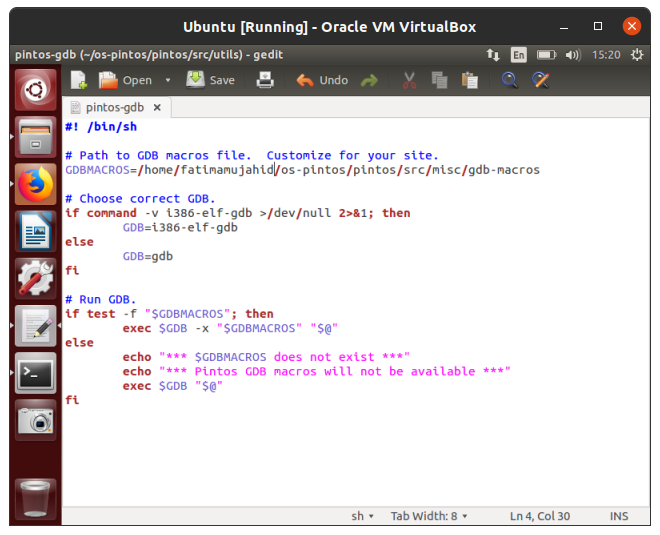 Ubuntu [Running] - Oracle VM VirtualBox
pintos-gdb (~/os-pintos/pintos/src/utils) - gedit En 15:20
Open Save Undo
pintos-gdb
#! /bin/sh
# Path to GDB macros file.  Customize for your site.
GDBMACROS=/home/fatimamujahid/os-pintos/pintos/src/misc/gdb-macros
# Choose correct GDB.
if command -v i386-elf-gdb >/dev/null 2>&1; then
        GDB=i386-elf-gdb
else
        GDB=gdb
fi
# Run GDB.
if test -f "$GDBMACROS"; then
        exec $GDB -x "$GDBMACROS" "$@"
else
        echo "*** $GDBMACROS does not exist ***"
        echo "*** Pintos GDB macros will not be available ***"
        exec $GDB "$@"
fi
sh Tab Width: 8 Ln 4, Col 30 INS